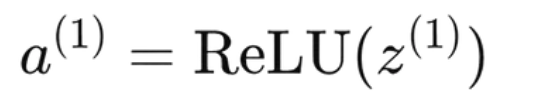 a^{(1)} = ReLU(z^{(1)})